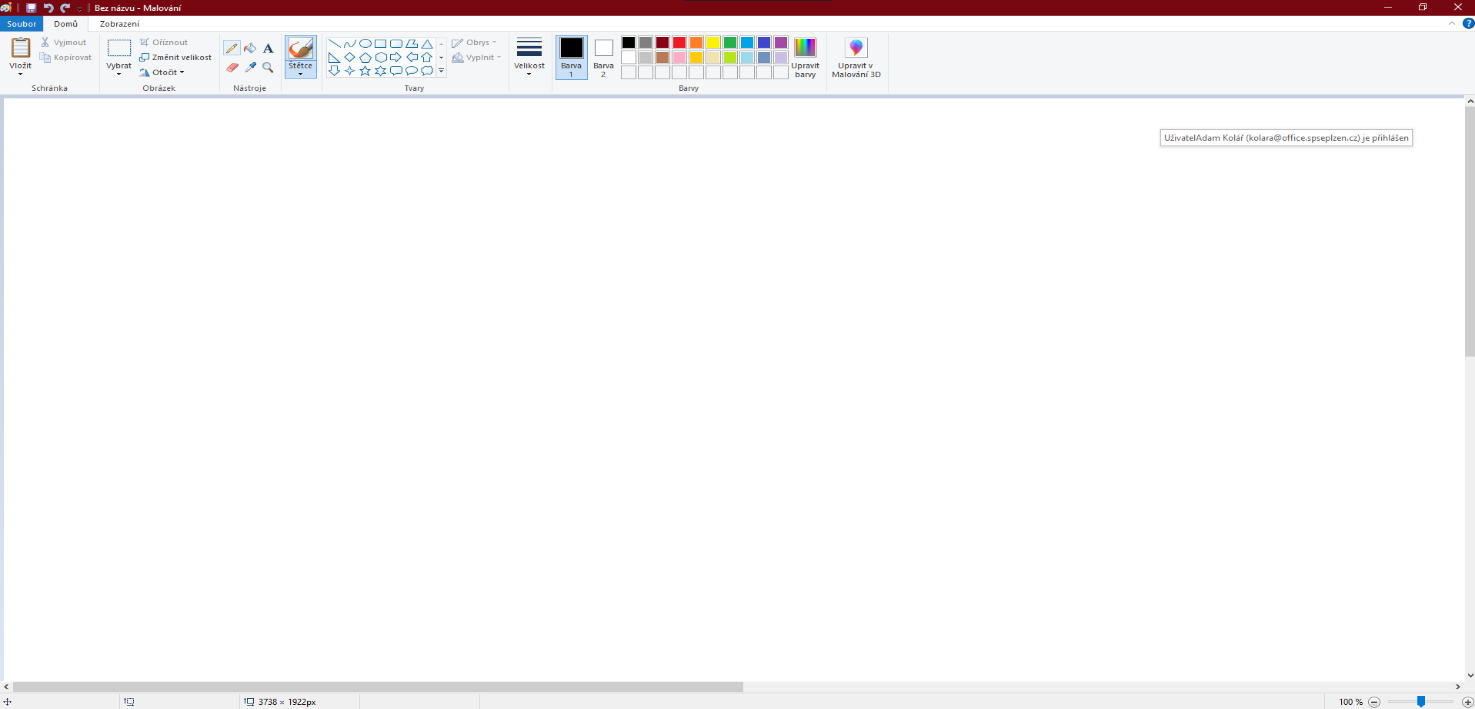 Bez názvu - Malování
Soubor Domů Zobrazení
Vložit
Vyjmout
Kopírovat
Schránka
Vybrat
Oříznout
Změnit velikost
Otočit
Obrázek
A
Nástroje
Štětce
Obrys
Vyplnit
Tvary
Velikost
Barva
1
Barva
2
Upravit
barvy
Barvy
Upravit v
Malování 3D
?
UživatelAdam Kolář (kolara@office.spseplzen.cz) je přihlášen
3738 × 1922px
100 %